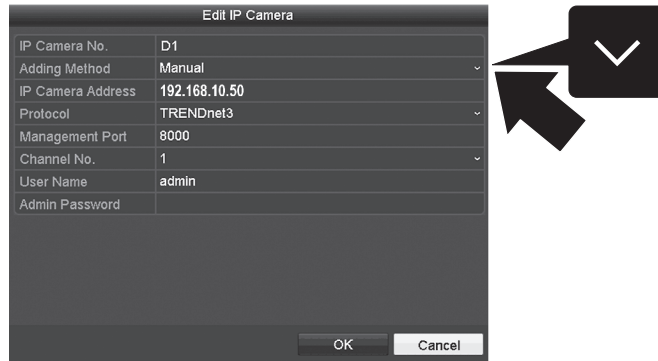 Edit IP Camera
IP Camera No. D1
Adding Method Manual
IP Camera Address 192.168.10.50
Protocol TRENDnet3
Management Port 8000
Channel No. 1
User Name admin
Admin Password
OK Cancel